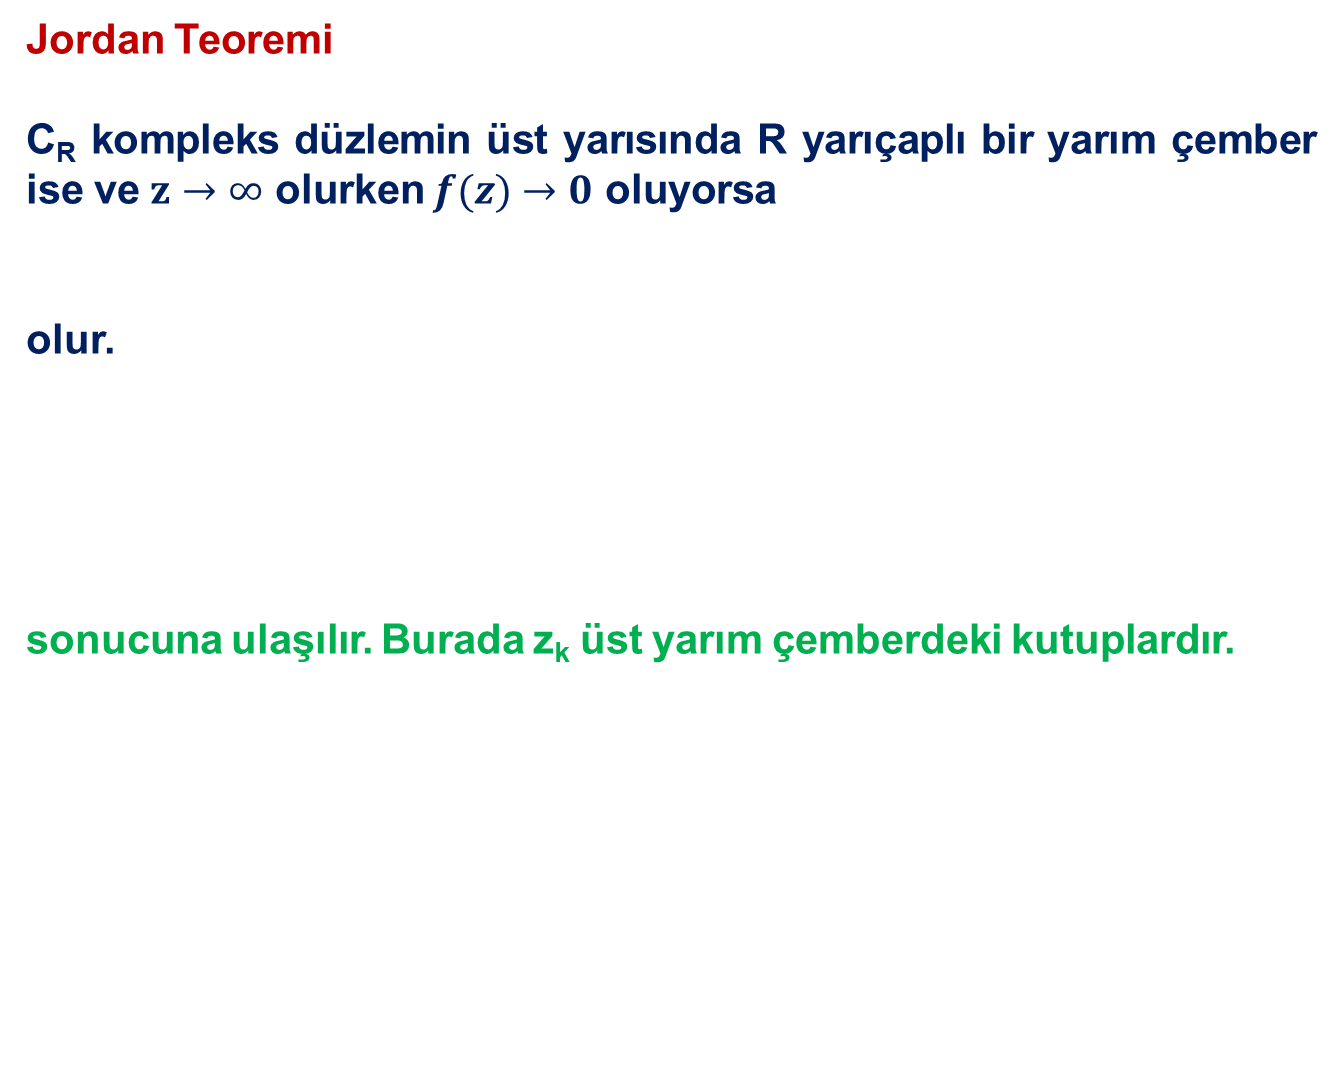 Jordan Teoremi
C_R kompleks düzlemin üst yarısında R yarıçaplı bir yarım çember
ise ve z → ∞ olurken f(z) → 0 oluyorsa
olur.
sonucuna ulaşılır. Burada z_k üst yarım çemberdeki kutuplardır.